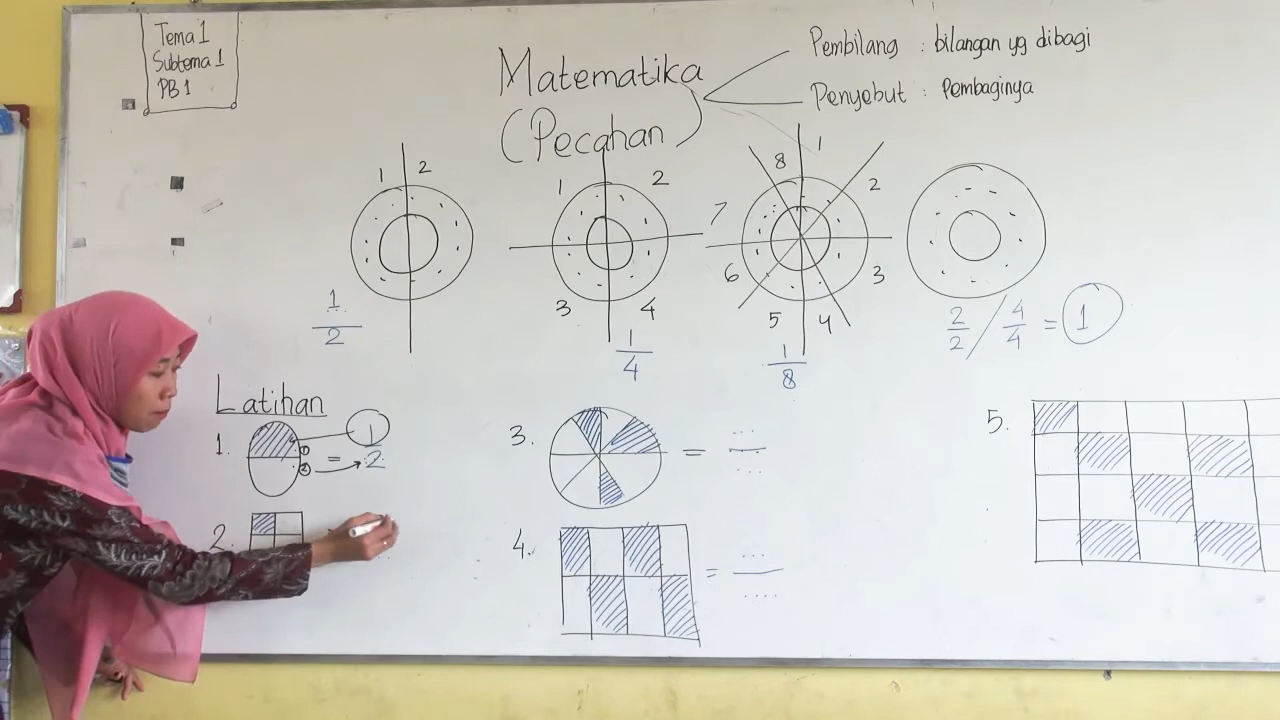 Tema 1
Subtema 1
PB 1
Matematika
(Pecahan)
Pembilang : bilangan yg dibagi
Penyebut : Pembaginya
1 2
1
2
1 2
3 4
1
4
8 1
7 2
6 3
5 4
1
8
2/2 / 4/4 = 1
Latihan
1. 1 2 = 1
2
2.
3. = ...
...
4. = ...
....
5.